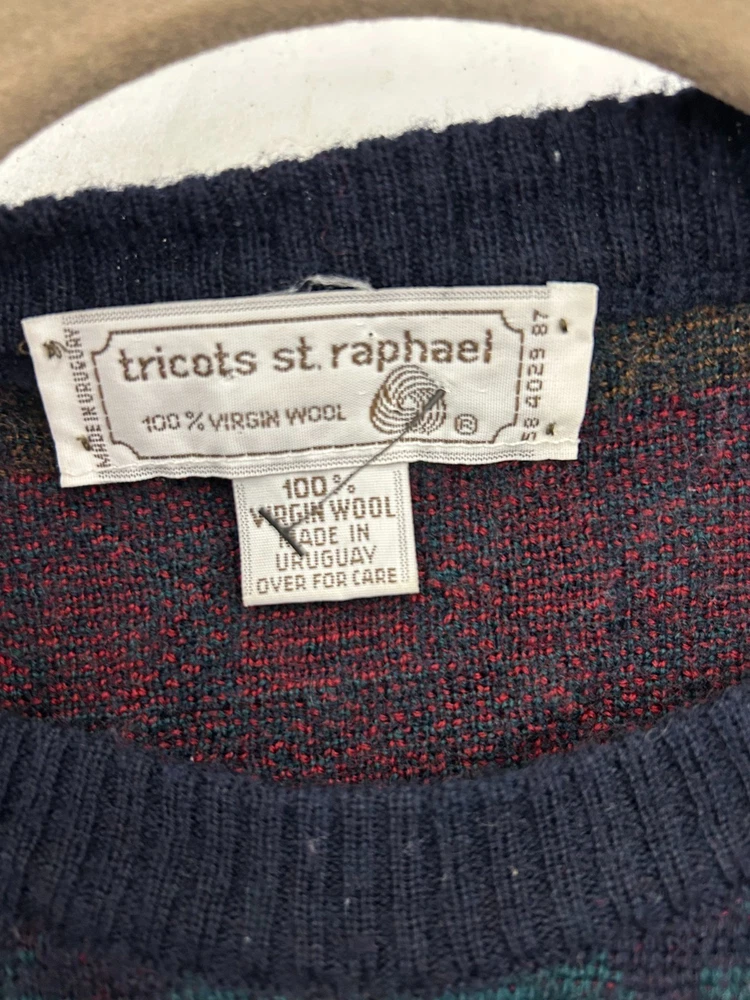 MADE IN URUGUAY
tricots st. raphael
100 % VIRGIN WOOL
®
58 4029 87
100%
VIRGIN WOOL
MADE IN
URUGUAY
OVER FOR CARE